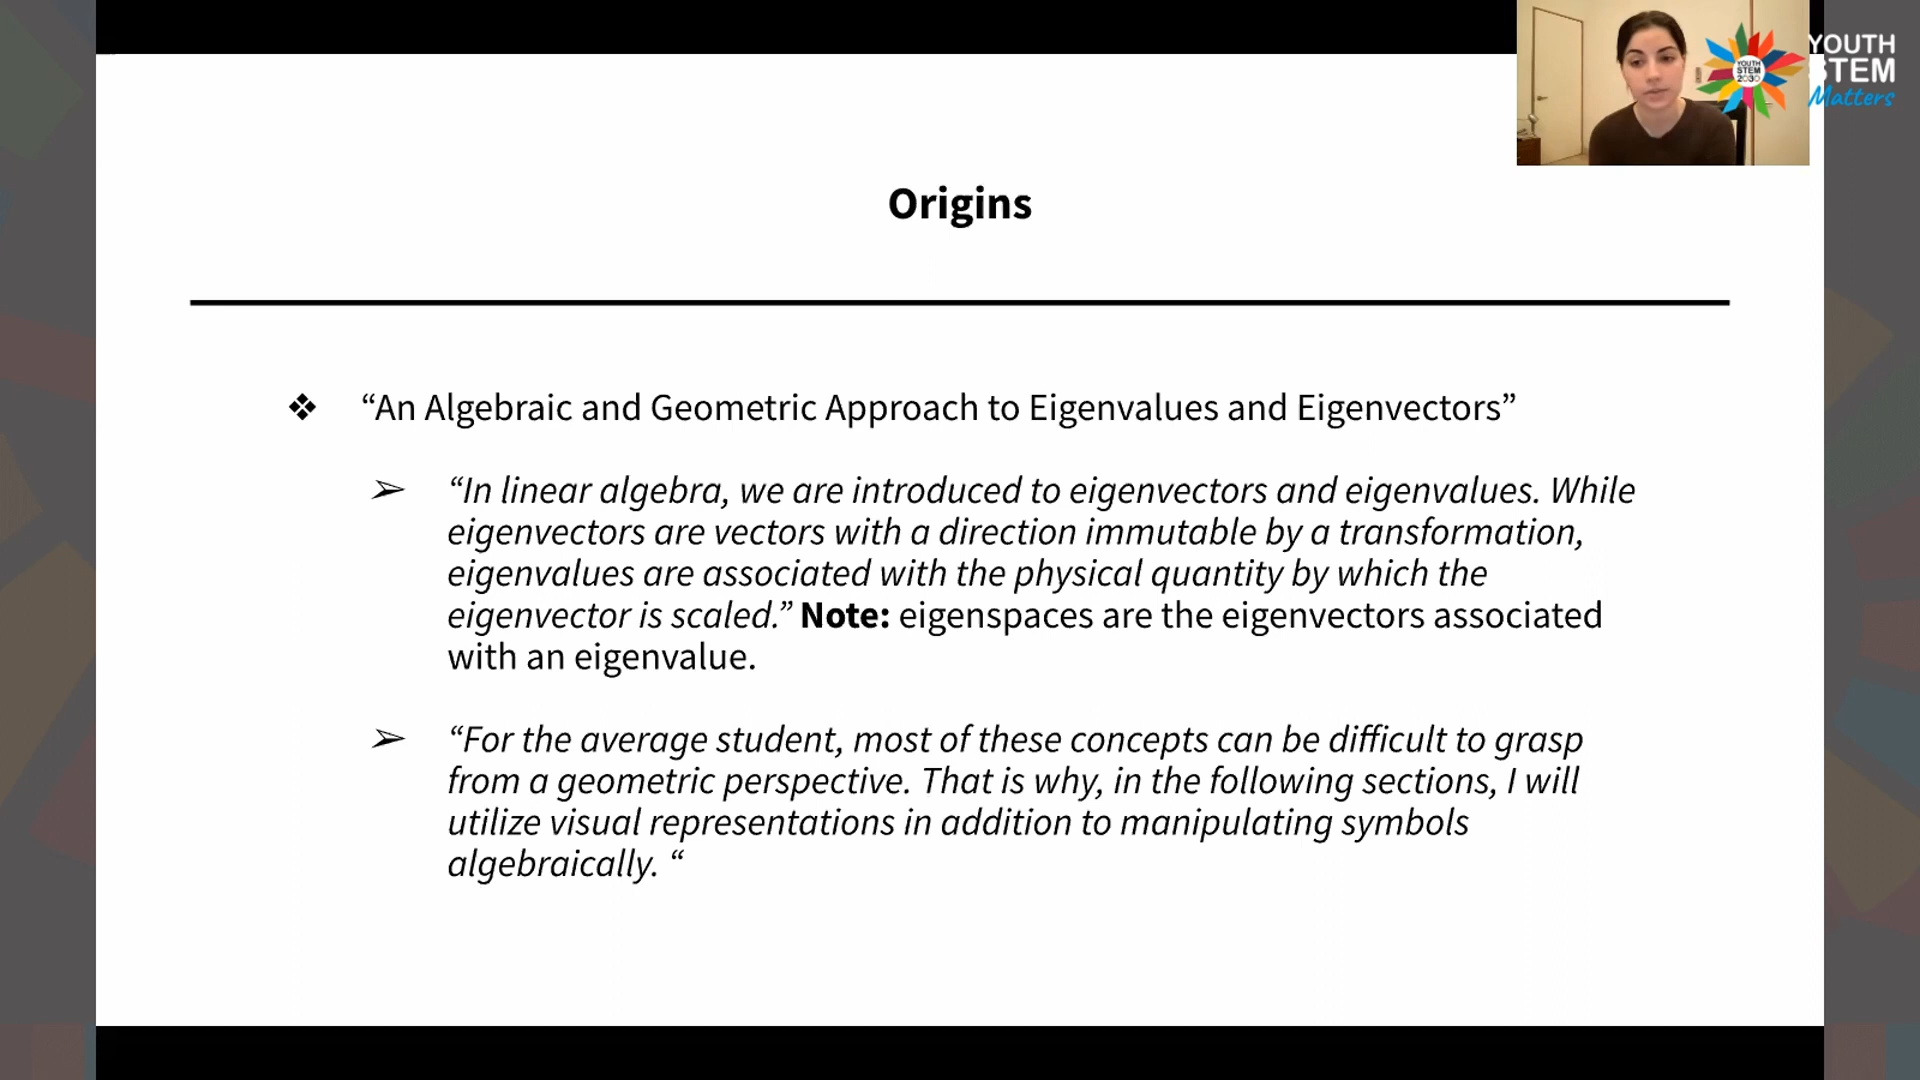 YOUTH
STEM
Matters
YOUTH
STEM
2030
Origins
❖ “An Algebraic and Geometric Approach to Eigenvalues and Eigenvectors”
➢ “In linear algebra, we are introduced to eigenvectors and eigenvalues. While
eigenvectors are vectors with a direction immutable by a transformation,
eigenvalues are associated with the physical quantity by which the
eigenvector is scaled.” Note: eigenspaces are the eigenvectors associated
with an eigenvalue.
➢ “For the average student, most of these concepts can be difficult to grasp
from a geometric perspective. That is why, in the following sections, I will
utilize visual representations in addition to manipulating symbols
algebraically. “